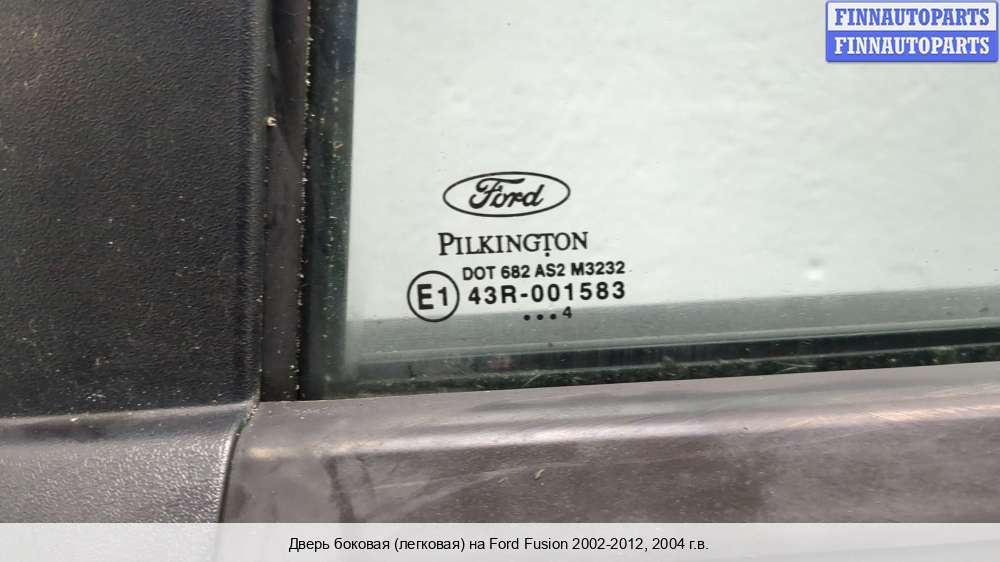 FINNAUTOPARTS
FINNAUTOPARTS
Ford
PILKINGTON
DOT 682 AS2 M3232
E1 43R-001583
...4
Дверь боковая (легковая) на Ford Fusion 2002-2012, 2004 г.в.